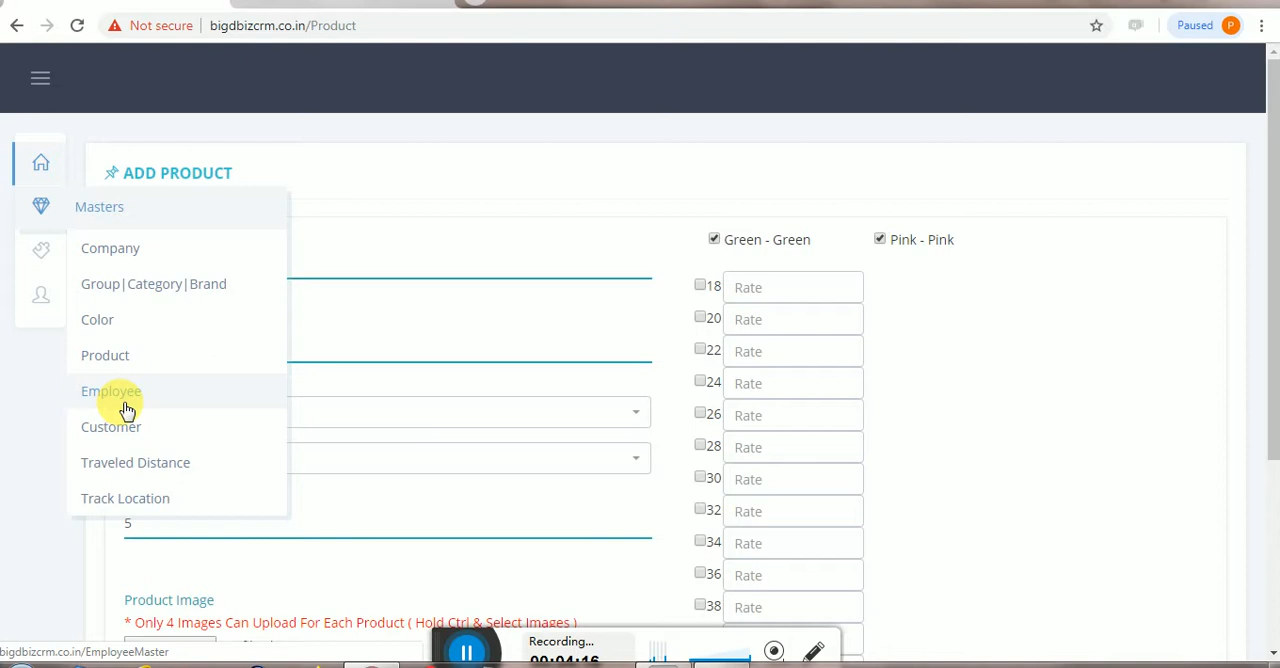 Not secure
bigdbizcrm.co.in/Product
Paused
P
ADD PRODUCT
Masters
Company
Group|Category|Brand
Color
Product
Employee
Customer
Traveled Distance
Track Location
Green - Green
Pink - Pink
18 Rate
20 Rate
22 Rate
24 Rate
26 Rate
28 Rate
30 Rate
32 Rate
34 Rate
36 Rate
38 Rate
5
Product Image
* Only 4 Images Can Upload For Each Product ( Hold Ctrl & Select Images )
Recording...
00:04:16
bigdbizcrm.co.in/EmployeeMaster